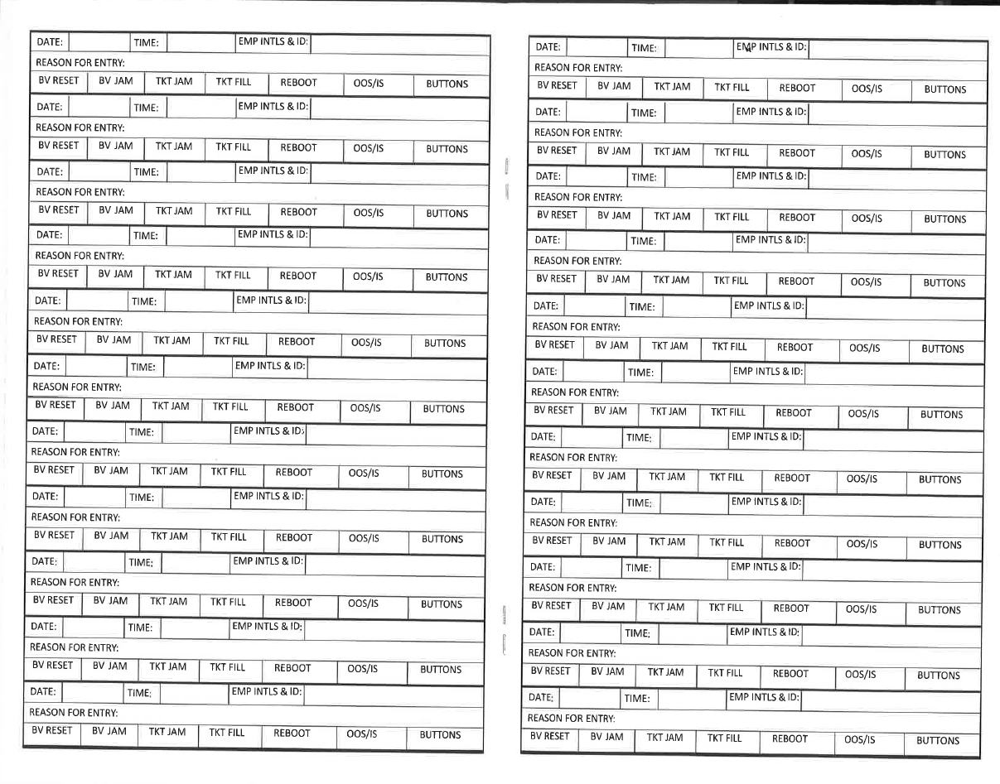 DATE: TIME: EMP INTLS & ID:
REASON FOR ENTRY:
BV RESET BV JAM TKT JAM TKT FILL REBOOT OOS/IS BUTTONS
DATE: TIME: EMP INTLS & ID:
REASON FOR ENTRY:
BV RESET BV JAM TKT JAM TKT FILL REBOOT OOS/IS BUTTONS
DATE: TIME: EMP INTLS & ID:
REASON FOR ENTRY:
BV RESET BV JAM TKT JAM TKT FILL REBOOT OOS/IS BUTTONS
DATE: TIME: EMP INTLS & ID:
REASON FOR ENTRY:
BV RESET BV JAM TKT JAM TKT FILL REBOOT OOS/IS BUTTONS
DATE: TIME: EMP INTLS & ID:
REASON FOR ENTRY:
BV RESET BV JAM TKT JAM TKT FILL REBOOT OOS/IS BUTTONS
DATE: TIME: EMP INTLS & ID:
REASON FOR ENTRY:
BV RESET BV JAM TKT JAM TKT FILL REBOOT OOS/IS BUTTONS
DATE: TIME: EMP INTLS & ID:
REASON FOR ENTRY:
BV RESET BV JAM TKT JAM TKT FILL REBOOT OOS/IS BUTTONS
DATE: TIME: EMP INTLS & ID:
REASON FOR ENTRY:
BV RESET BV JAM TKT JAM TKT FILL REBOOT OOS/IS BUTTONS
DATE: TIME: EMP INTLS & ID:
REASON FOR ENTRY:
BV RESET BV JAM TKT JAM TKT FILL REBOOT OOS/IS BUTTONS
DATE: TIME: EMP INTLS & ID:
REASON FOR ENTRY:
BV RESET BV JAM TKT JAM TKT FILL REBOOT OOS/IS BUTTONS
DATE: TIME: EMP INTLS & ID:
REASON FOR ENTRY:
BV RESET BV JAM TKT JAM TKT FILL REBOOT OOS/IS BUTTONS
DATE: TIME: EMP INTLS & ID:
REASON FOR ENTRY:
BV RESET BV JAM TKT JAM TKT FILL REBOOT OOS/IS BUTTONS
DATE: TIME: EMP INTLS & ID:
REASON FOR ENTRY:
BV RESET BV JAM TKT JAM TKT FILL REBOOT OOS/IS BUTTONS
DATE: TIME: EMP INTLS & ID:
REASON FOR ENTRY:
BV RESET BV JAM TKT JAM TKT FILL REBOOT OOS/IS BUTTONS
DATE: TIME: EMP INTLS & ID:
REASON FOR ENTRY:
BV RESET BV JAM TKT JAM TKT FILL REBOOT OOS/IS BUTTONS
DATE: TIME: EMP INTLS & ID:
REASON FOR ENTRY:
BV RESET BV JAM TKT JAM TKT FILL REBOOT OOS/IS BUTTONS
DATE: TIME: EMP INTLS & ID:
REASON FOR ENTRY:
BV RESET BV JAM TKT JAM TKT FILL REBOOT OOS/IS BUTTONS
DATE: TIME: EMP INTLS & ID:
REASON FOR ENTRY:
BV RESET BV JAM TKT JAM TKT FILL REBOOT OOS/IS BUTTONS
DATE: TIME: EMP INTLS & ID:
REASON FOR ENTRY:
BV RESET BV JAM TKT JAM TKT FILL REBOOT OOS/IS BUTTONS
DATE: TIME: EMP INTLS & ID:
REASON FOR ENTRY:
BV RESET BV JAM TKT JAM TKT FILL REBOOT OOS/IS BUTTONS
DATE: TIME: EMP INTLS & ID:
REASON FOR ENTRY:
BV RESET BV JAM TKT JAM TKT FILL REBOOT OOS/IS BUTTONS
DATE: TIME: EMP INTLS & ID:
REASON FOR ENTRY:
BV RESET BV JAM TKT JAM TKT FILL REBOOT OOS/IS BUTTONS